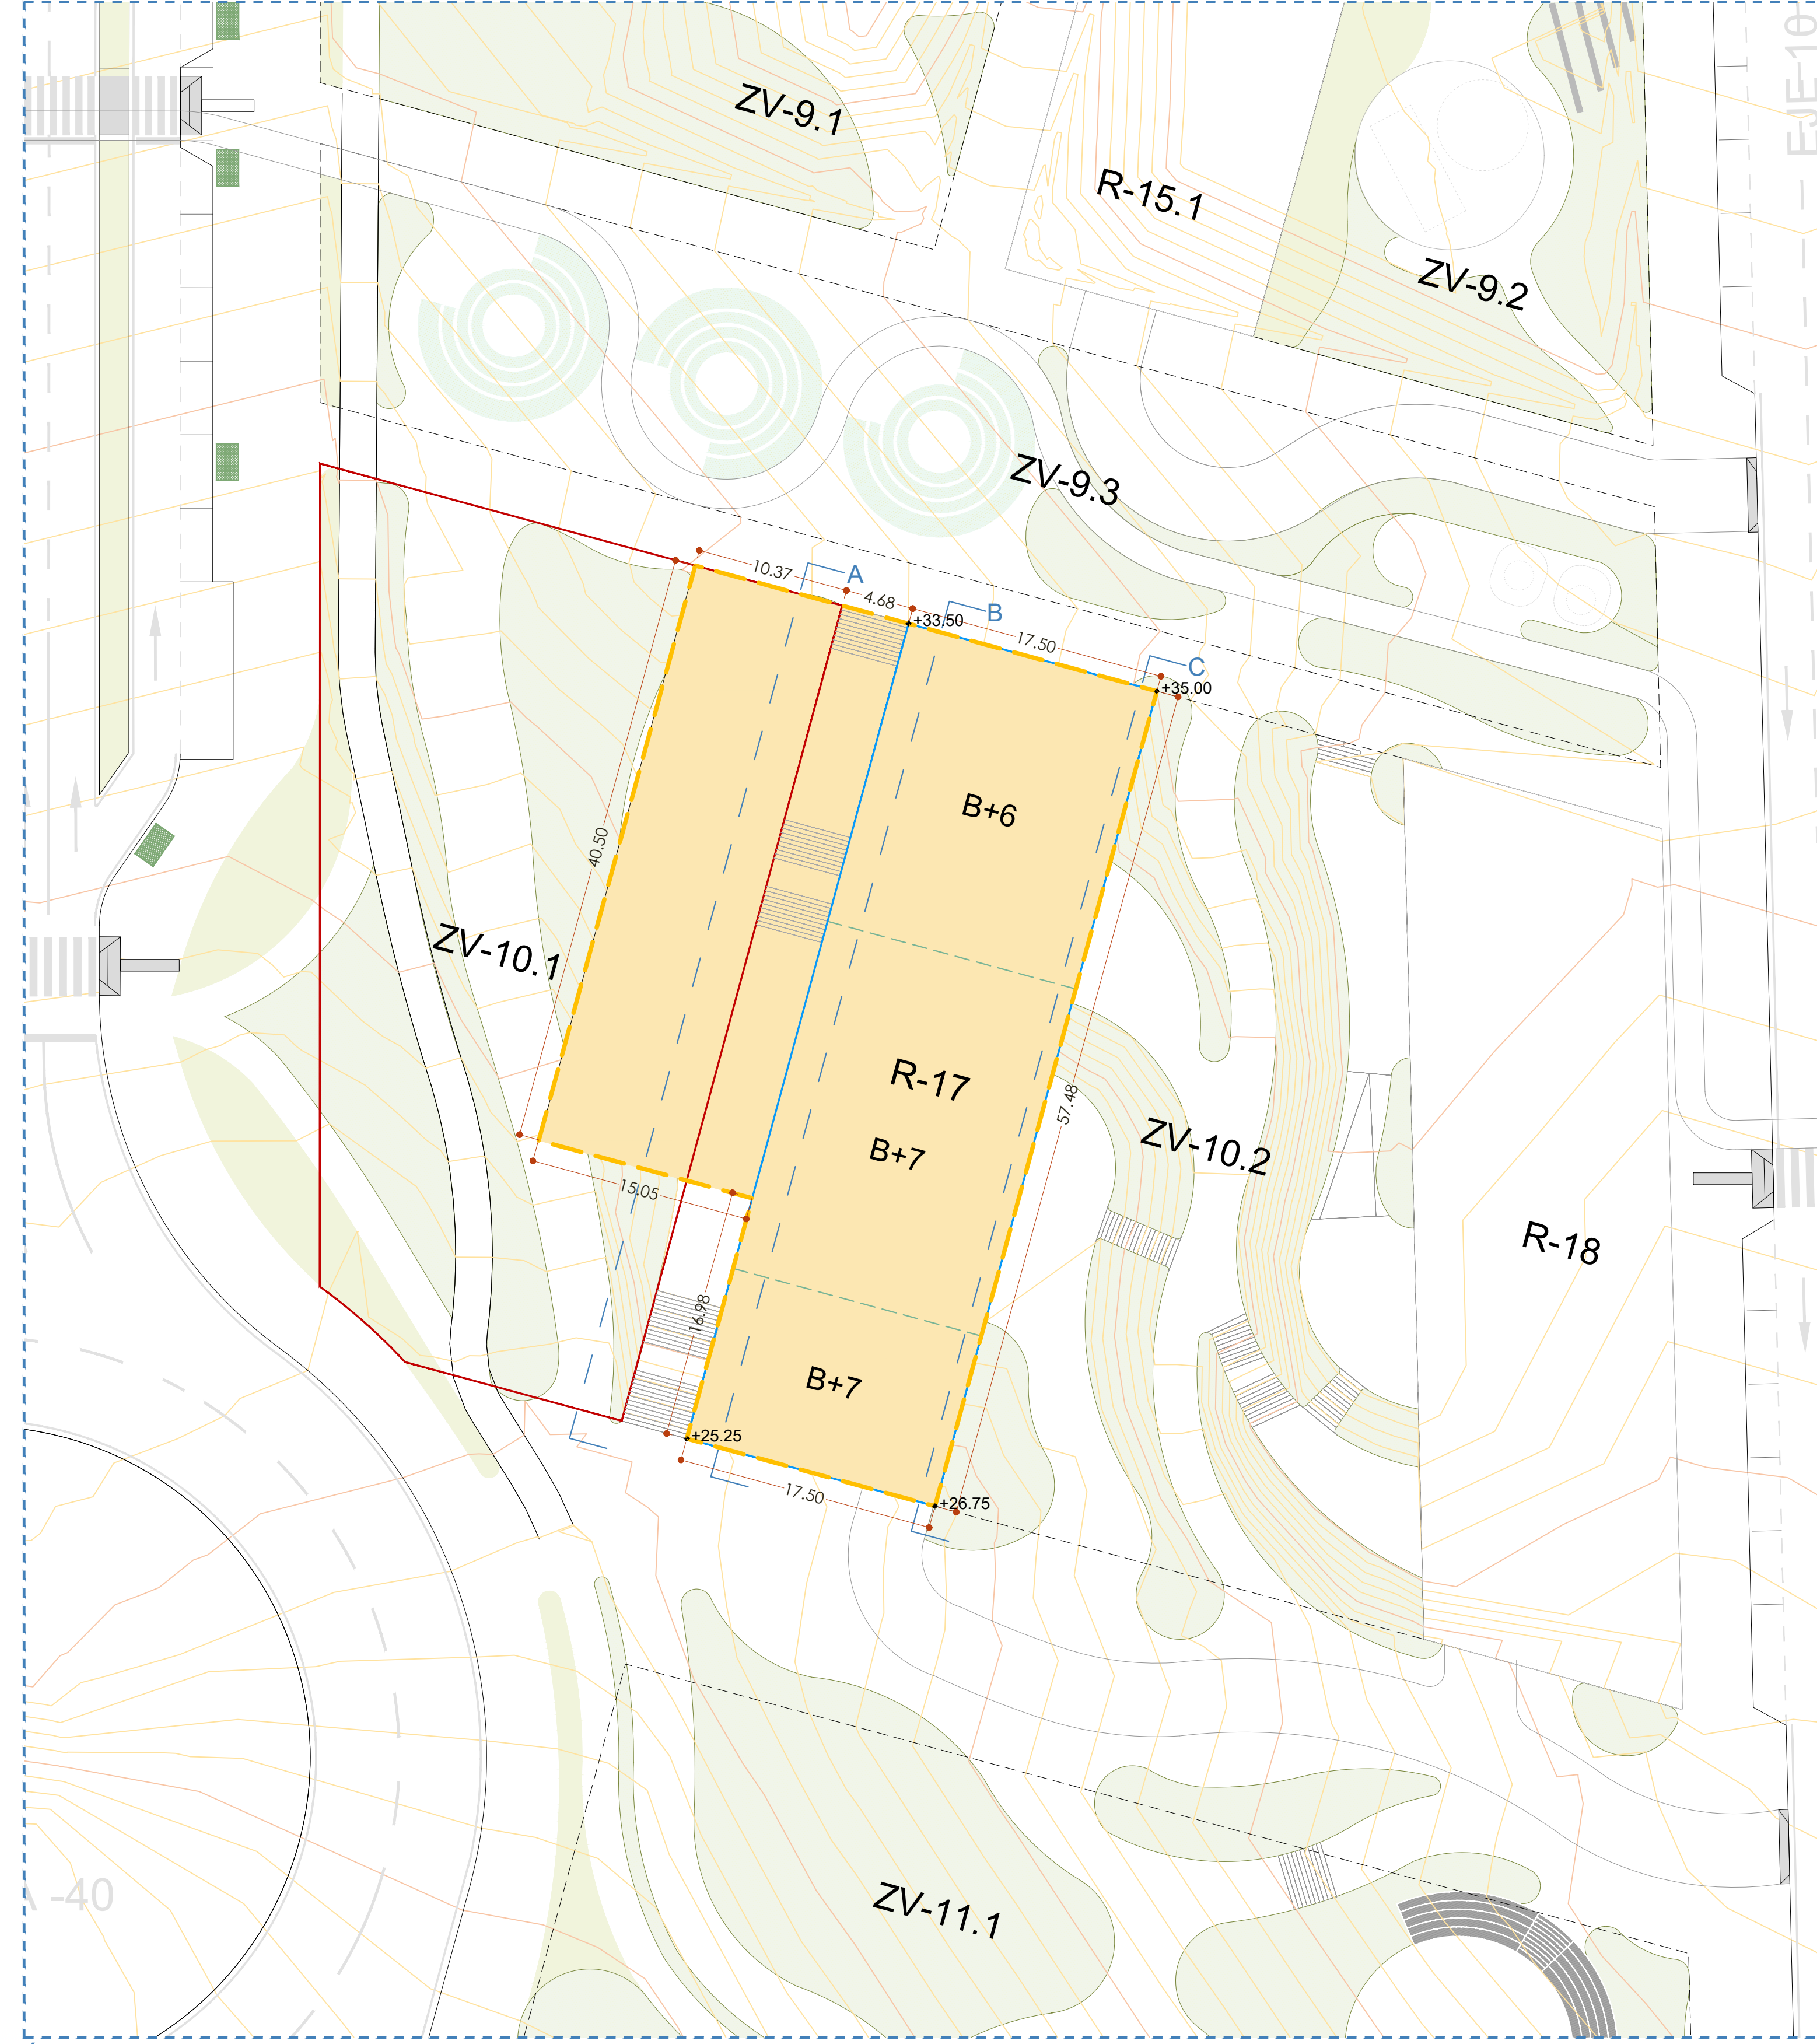 EJE-10
ZV-9.1
R-15.1
ZV-9.2
ZV-9.3
10.37
A
4.68
B
+33.50
17.50
C
+35.00
B+6
40.50
ZV-10.1
R-17
57.48
B+7
ZV-10.2
15.05
R-18
16.98
B+7
+25.25
17.50
+26.75
-40
ZV-11.1